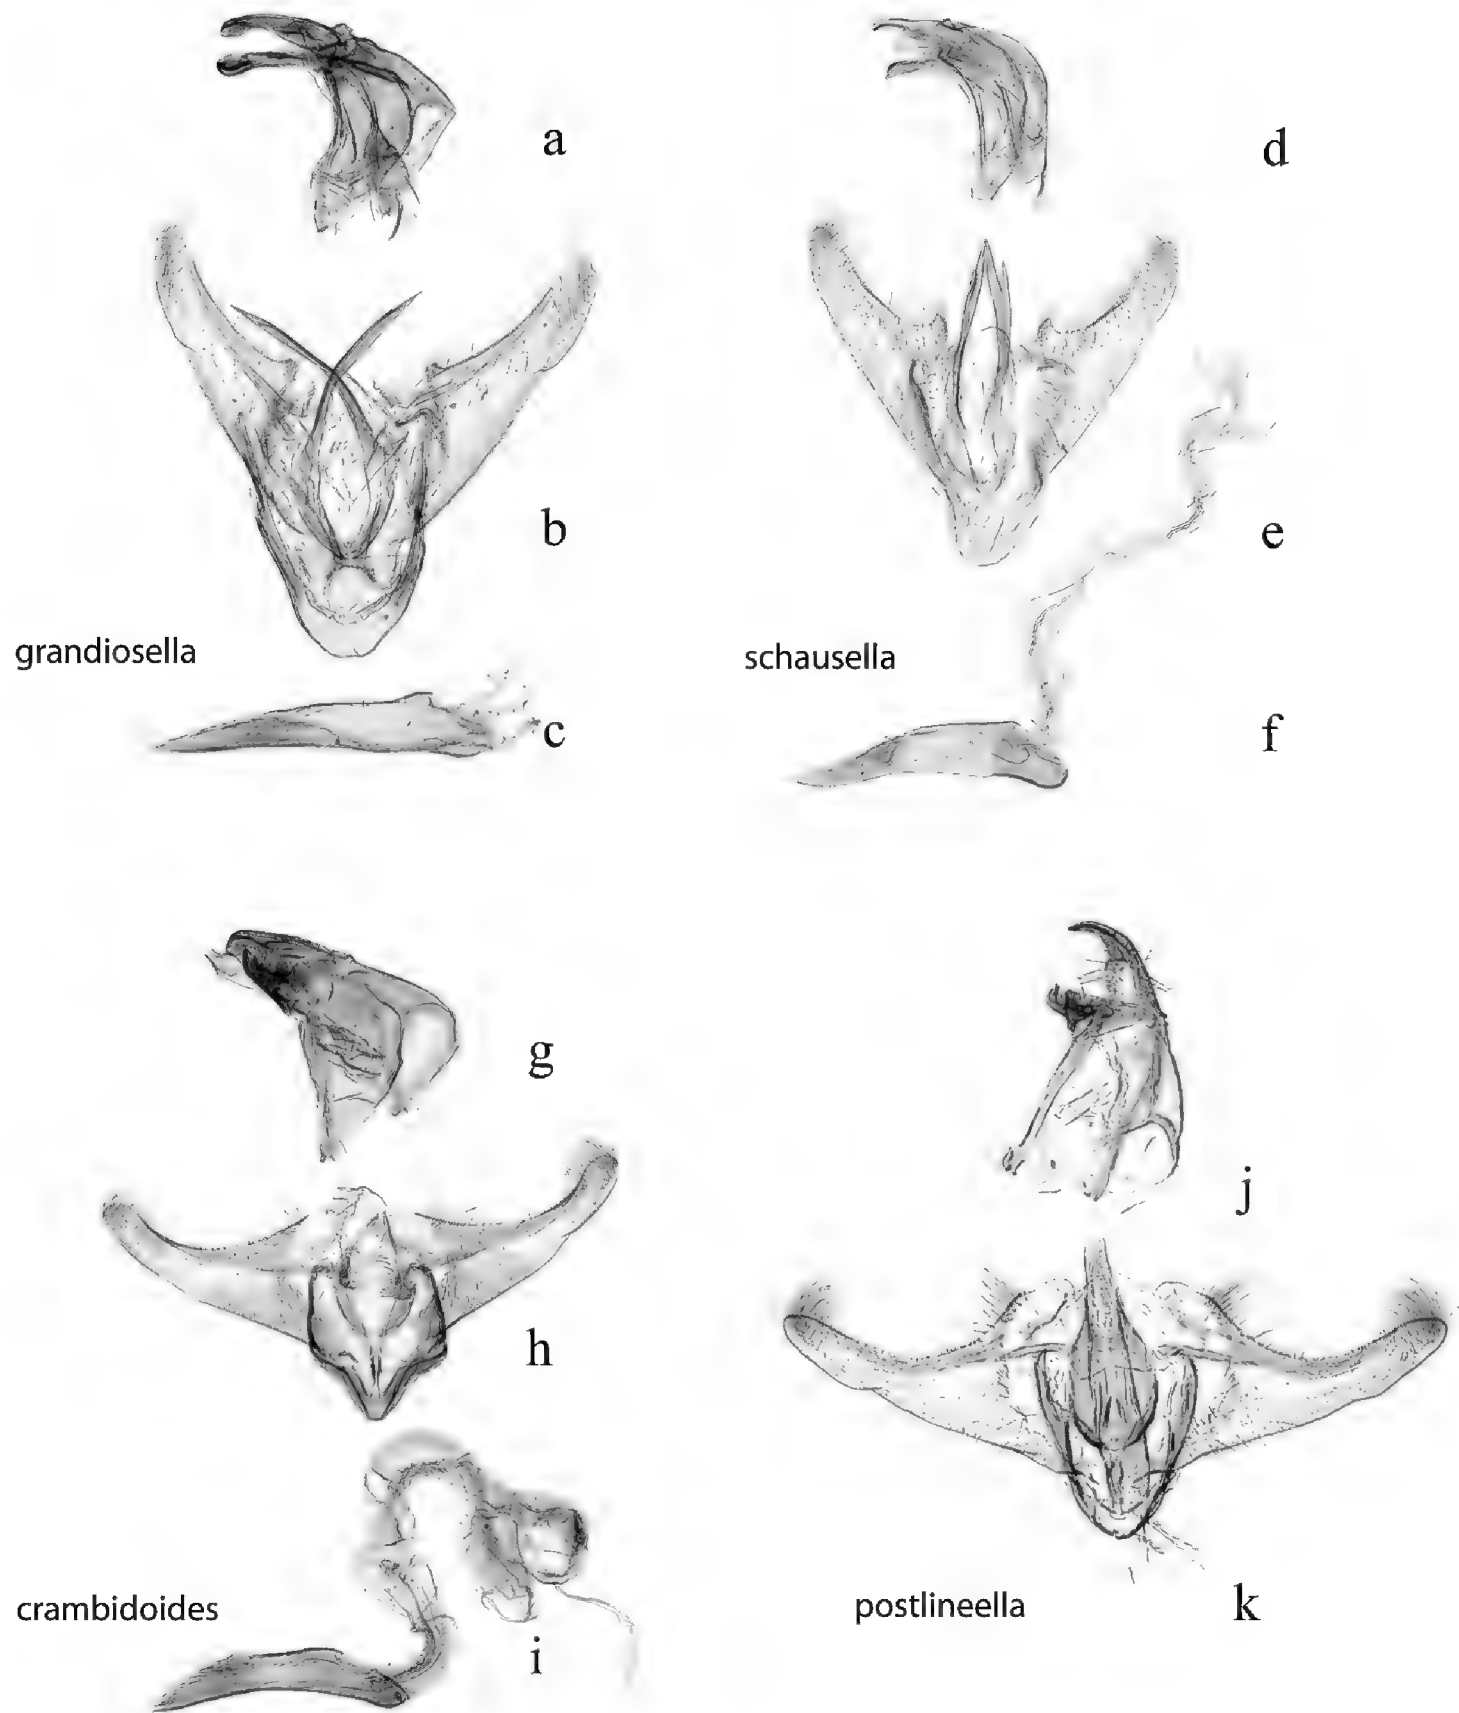 a
d
b
e
grandiosella
schausella
c
f
g
j
h
crambidoides
postlineella
k
i